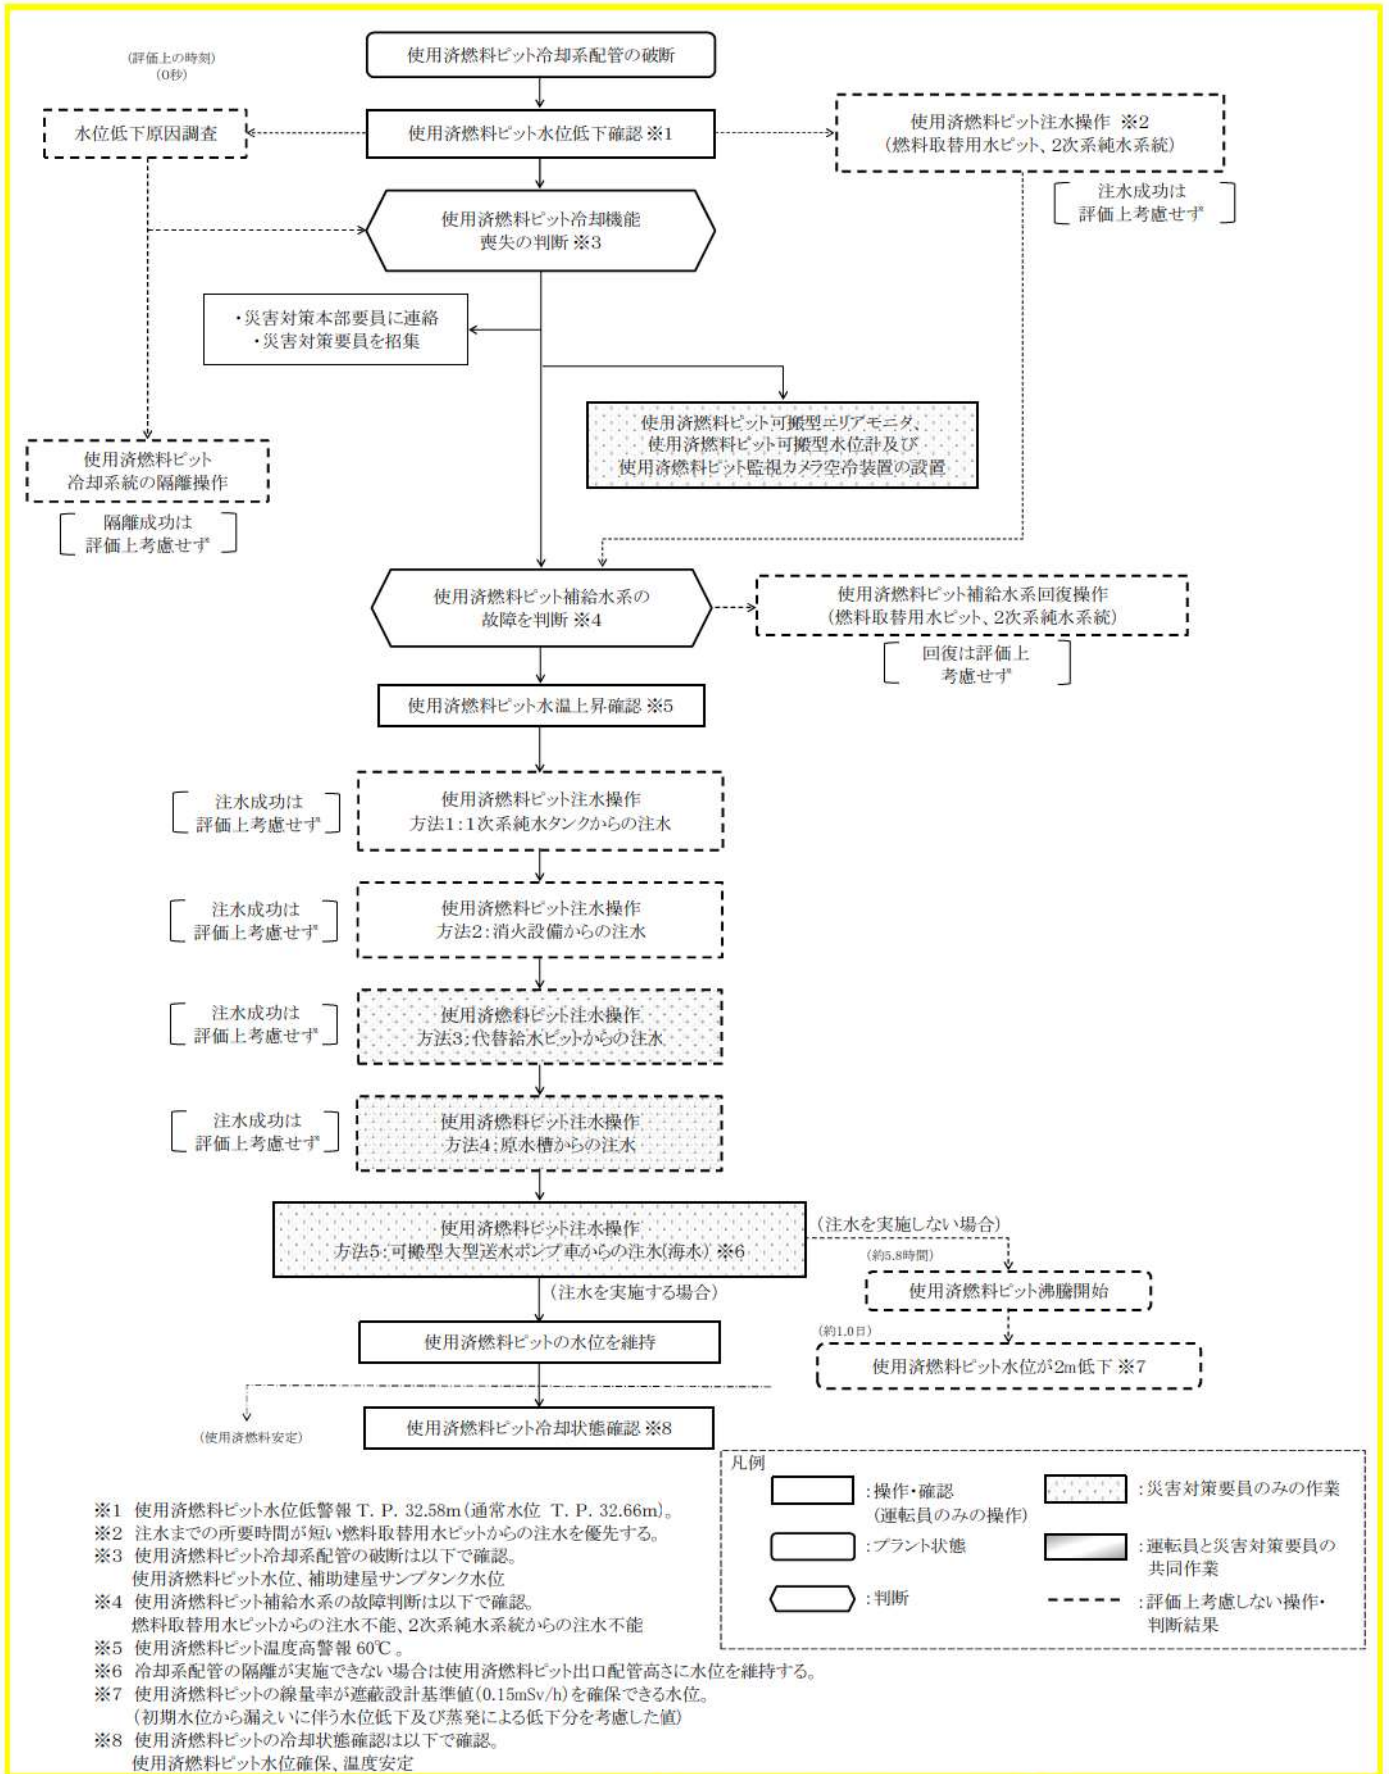 使用済燃料ピット冷却系配管の破断
(評価上の時刻)
(0秒)
水位低下原因調査
使用済燃料ピット水位低下確認 ※1
使用済燃料ピット注水操作 ※2
(燃料取替用水ピット、2次系純水系統)
注水成功は
評価上考慮せず
使用済燃料ピット冷却機能
喪失の判断 ※3
・災害対策本部要員に連絡
・災害対策要員を招集
使用済燃料ピット可搬型エリアモニタ、
使用済燃料ピット可搬型水位計及び
使用済燃料ピット監視カメラ空冷装置の設置
使用済燃料ピット
冷却系統の隔離操作
隔離成功は
評価上考慮せず
使用済燃料ピット補給水系の
故障を判断 ※4
使用済燃料ピット補給水系回復操作
(燃料取替用水ピット、2次系純水系統)
回復は評価上
考慮せず
使用済燃料ピット水温上昇確認 ※5
注水成功は
評価上考慮せず
使用済燃料ピット注水操作
方法1:1次系純水タンクからの注水
注水成功は
評価上考慮せず
使用済燃料ピット注水操作
方法2:消火設備からの注水
注水成功は
評価上考慮せず
使用済燃料ピット注水操作
方法3:代替給水ピットからの注水
注水成功は
評価上考慮せず
使用済燃料ピット注水操作
方法4:原水槽からの注水
使用済燃料ピット注水操作
方法5:可搬型大型送水ポンプ車からの注水(海水) ※6
(注水を実施しない場合)
(約5.8時間)
使用済燃料ピット沸騰開始
(注水を実施する場合)
使用済燃料ピットの水位を維持
(約1.0日)
使用済燃料ピット水位が2m低下 ※7
(使用済燃料安定)
使用済燃料ピット冷却状態確認 ※8
凡例
:操作・確認
(運転員のみの操作)
:災害対策要員のみの作業
:プラント状態
:運転員と災害対策要員の
共同作業
:判断
:評価上考慮しない操作・
判断結果
※1 使用済燃料ピット水位低警報 T. P. 32.58m(通常水位 T. P. 32.66m)。
※2 注水までの所要時間が短い燃料取替用水ピットからの注水を優先する。
※3 使用済燃料ピット冷却系配管の破断は以下で確認。
使用済燃料ピット水位、補助建屋サンプタンク水位
※4 使用済燃料ピット補給水系の故障判断は以下で確認。
燃料取替用水ピットからの注水不能、2次系純水系統からの注水不能
※5 使用済燃料ピット温度高警報 60℃。
※6 冷却系配管の隔離が実施できない場合は使用済燃料ピット出口配管高さに水位を維持する。
※7 使用済燃料ピットの線量率が遮蔽設計基準値(0.15mSv/h)を確保できる水位。
(初期水位から漏えいに伴う水位低下及び蒸発による低下分を考慮した値)
※8 使用済燃料ピットの冷却状態確認は以下で確認。
使用済燃料ピット水位確保、温度安定